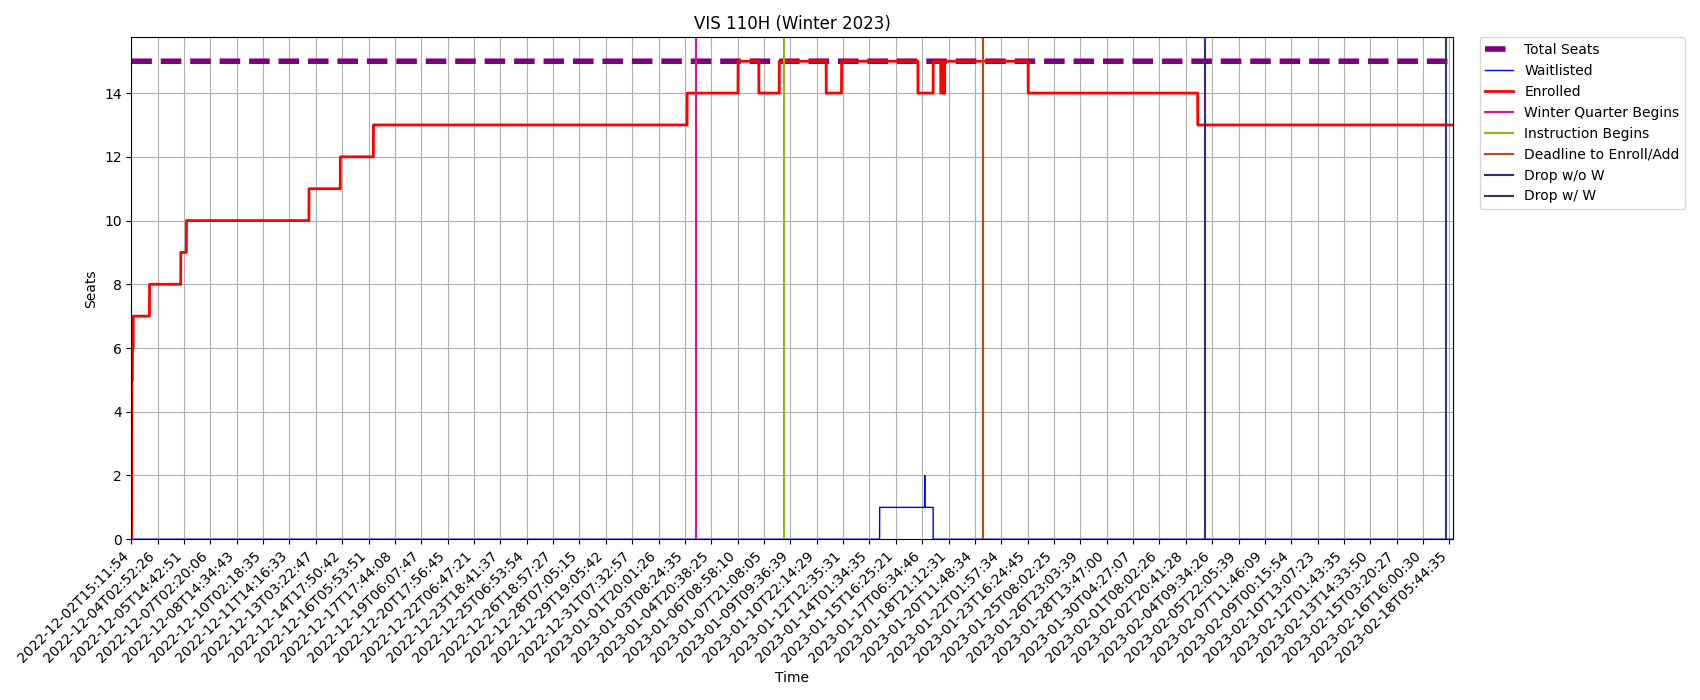 VIS 110H (Winter 2023)
Total Seats
Waitlisted
Enrolled
Winter Quarter Begins
Instruction Begins
Deadline to Enroll/Add
Drop w/o W
Drop w/ W
Seats
14
12
10
8
6
4
2
0
2022-12-02T15:11:54
2022-12-04T02:52:26
2022-12-05T14:42:51
2022-12-07T02:20:06
2022-12-08T14:34:43
2022-12-10T02:18:35
2022-12-11T14:16:33
2022-12-13T03:22:47
2022-12-14T17:50:42
2022-12-16T05:53:51
2022-12-17T17:44:08
2022-12-19T06:07:47
2022-12-20T17:56:45
2022-12-22T06:47:21
2022-12-23T18:41:37
2022-12-25T06:53:54
2022-12-26T18:57:27
2022-12-28T07:05:15
2022-12-29T19:05:42
2022-12-31T07:32:57
2023-01-01T20:01:26
2023-01-03T08:24:35
2023-01-04T20:38:25
2023-01-06T08:58:10
2023-01-07T21:08:05
2023-01-09T09:36:39
2023-01-10T22:14:29
2023-01-12T12:35:31
2023-01-14T01:34:35
2023-01-15T16:25:21
2023-01-17T06:34:46
2023-01-18T21:12:31
2023-01-20T11:48:34
2023-01-22T01:57:34
2023-01-23T16:24:45
2023-01-25T08:02:25
2023-01-26T23:03:39
2023-01-28T13:47:00
2023-01-30T04:27:07
2023-02-01T08:02:26
2023-02-02T20:41:28
2023-02-04T09:34:26
2023-02-05T22:05:39
2023-02-07T11:46:09
2023-02-09T00:15:54
2023-02-10T13:07:23
2023-02-12T01:43:35
2023-02-13T14:33:50
2023-02-15T03:20:27
2023-02-16T16:00:30
2023-02-18T05:44:35
Time